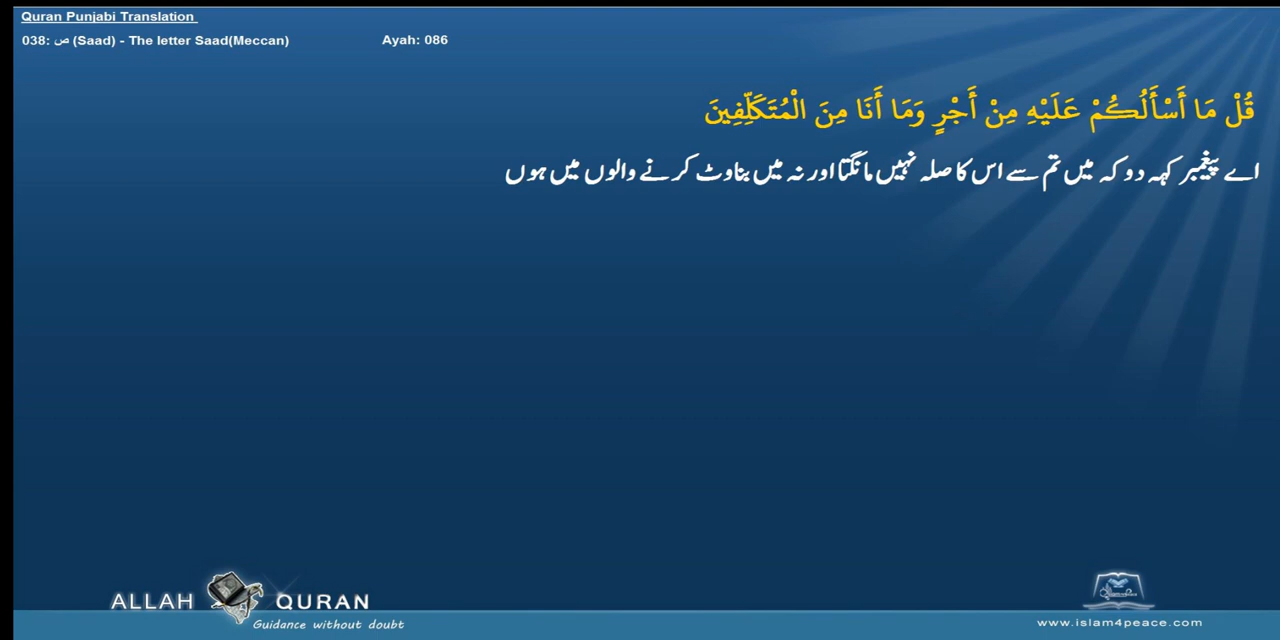 Quran Punjabi Translation
038: ص (Saad) - The letter Saad(Meccan) Ayah: 086
قُلْ مَا أَسْأَلُكُمْ عَلَيْهِ مِنْ أَجْرٍ وَمَا أَنَا مِنَ الْمُتَكَلِّفِينَ
اے پیغمبر کہہ دو کہ میں تم سے اس کا صلہ نہیں مانگتا اور نہ میں بناوٹ کرنے والوں میں ہوں
ALLAH QURAN
Guidance without doubt
www.islam4peace.com